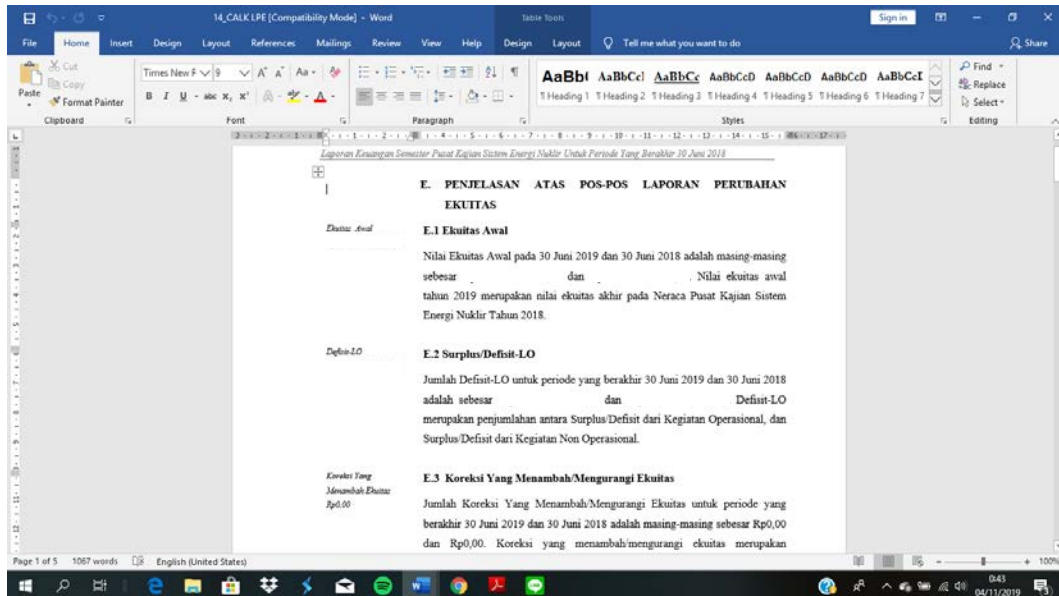 14_CALK LPE [Compatibility Mode] - Word
Table Tools
Sign in
File Home Insert Design Layout References Mailings Review View Help Design Layout Tell me what you want to do Share
Paste
Cut
Copy
Format Painter
Clipboard
Times New F 9
Font
Paragraph
AaBbI AaBbCcI AaBbCc AaBbCcD AaBbCcD AaBbCcD AaBbCcI
¶ Heading 1 ¶ Heading 2 ¶ Heading 3 ¶ Heading 4 ¶ Heading 5 ¶ Heading 6 ¶ Heading 7
Styles
Find
Replace
Select
Editing
Laporan Keuangan Semester Pusat Kajian Sistem Energi Nuklir Untuk Periode Yang Berakhir 30 Juni 2018
E. PENJELASAN ATAS POS-POS LAPORAN PERUBAHAN
EKUITAS
Ekuitas Awal
E.1 Ekuitas Awal
Nilai Ekuitas Awal pada 30 Juni 2019 dan 30 Juni 2018 adalah masing-masing
sebesar dan . Nilai ekuitas awal
tahun 2019 merupakan nilai ekuitas akhir pada Neraca Pusat Kajian Sistem
Energi Nuklir Tahun 2018.
Defisit-LO
E.2 Surplus/Defisit-LO
Jumlah Defisit-LO untuk periode yang berakhir 30 Juni 2019 dan 30 Juni 2018
adalah sebesar dan Defisit-LO
merupakan penjumlahan antara Surplus/Defisit dari Kegiatan Operasional, dan
Surplus/Defisit dari Kegiatan Non Operasional.
Koreksi Yang
Menambah Ekuitas
Rp0,00
E.3 Koreksi Yang Menambah/Mengurangi Ekuitas
Jumlah Koreksi Yang Menambah/Mengurangi Ekuitas untuk periode yang
berakhir 30 Juni 2019 dan 30 Juni 2018 adalah masing-masing sebesar Rp0,00
dan Rp0,00. Koreksi yang menambah/mengurangi ekuitas merupakan
Page 1 of 5 1067 words English (United States)
100%
0:43
04/11/2019